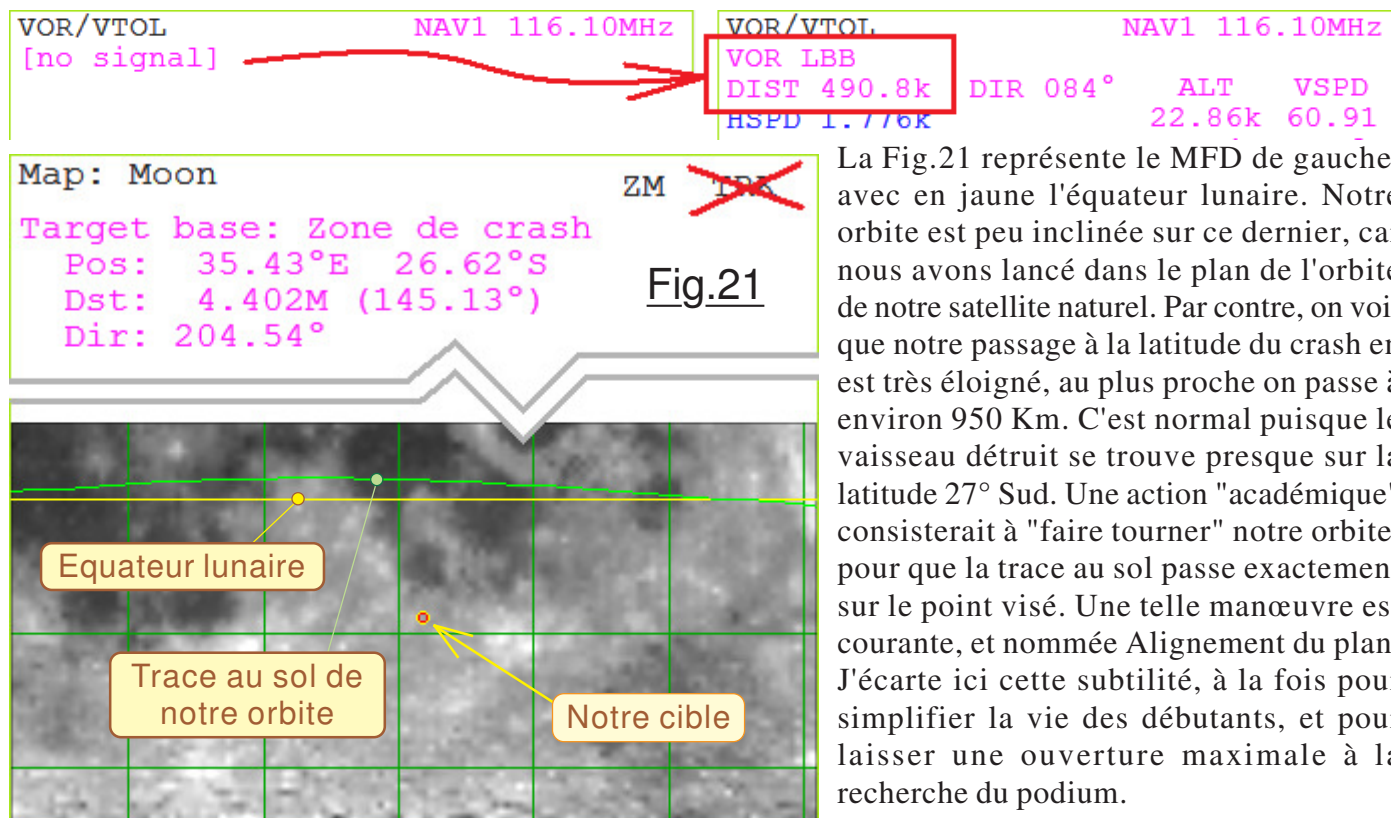 VOR/VTOL NAV1 116.10MHz
[no signal]
VOR/VTOL NAV1 116.10MHz
VOR LBB
DIST 490.8k DIR 084° ALT VSPD
HSPD 1.776k 22.86k 60.91
Map: Moon ZM TRK
Target base: Zone de crash
Pos: 35.43°E 26.62°S
Dst: 4.402M (145.13°)
Dir: 204.54°
Fig.21
Equateur lunaire
Trace au sol de
notre orbite
Notre cible
La Fig.21 représente le MFD de gauche
avec en jaune l'équateur lunaire. Notre
orbite est peu inclinée sur ce dernier, car
nous avons lancé dans le plan de l'orbite
de notre satellite naturel. Par contre, on voi
que notre passage à la latitude du crash en
est très éloigné, au plus proche on passe à
environ 950 Km. C'est normal puisque le
vaisseau détruit se trouve presque sur la
latitude 27° Sud. Une action "académique"
consisterait à "faire tourner" notre orbite
pour que la trace au sol passe exactemen
sur le point visé. Une telle manœuvre es
courante, et nommée Alignement du plan
J'écarte ici cette subtilité, à la fois pour
simplifier la vie des débutants, et pour
laisser une ouverture maximale à la
recherche du podium.